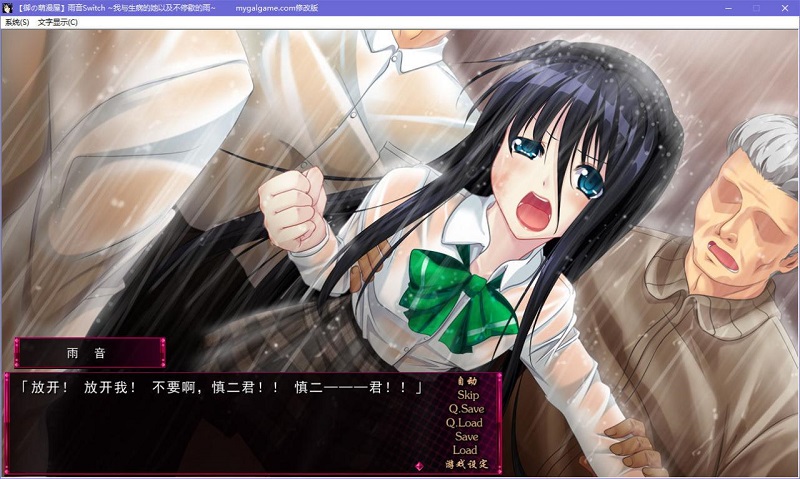 【御の萌湯屋】雨音Switch ~我与生病的她以及不停歇的雨~ mygalgame.com修改版
系统(S) 文字显示(C)
雨 音
「放开！ 放开我！ 不要啊，慎二君！！ 慎二———君！！」
自动
Skip
Q.Save
Q.Load
Save
Load
游戏设定